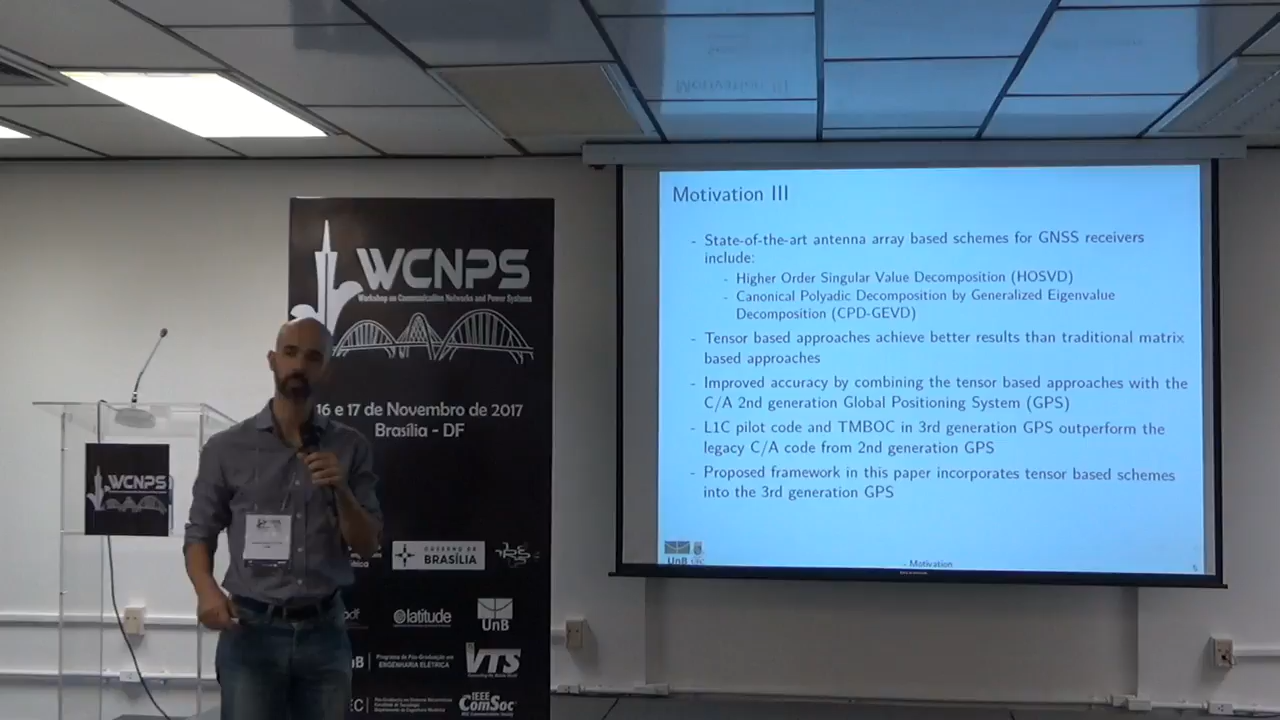 WCNPS
Workshop on Communication Networks and Power Systems
16 e 17 de Novembro de 2017
Brasília - DF
WCNPS
GOVERNO DE
BRASÍLIA
latitude
UnB
Programa de Pós-Graduação em
ENGENHARIA ELÉTRICA
VTS
IEEE
ComSoc
Motivation III
- State-of-the-art antenna array based schemes for GNSS receivers
include:
- Higher Order Singular Value Decomposition (HOSVD)
- Canonical Polyadic Decomposition by Generalized Eigenvalue
Decomposition (CPD-GEVD)
- Tensor based approaches achieve better results than traditional matrix
based approaches
- Improved accuracy by combining the tensor based approaches with the
C/A 2nd generation Global Positioning System (GPS)
- L1C pilot code and TMBOC in 3rd generation GPS outperform the
legacy C/A code from 2nd generation GPS
- Proposed framework in this paper incorporates tensor based schemes
into the 3rd generation GPS
UnB
- Motivation
5